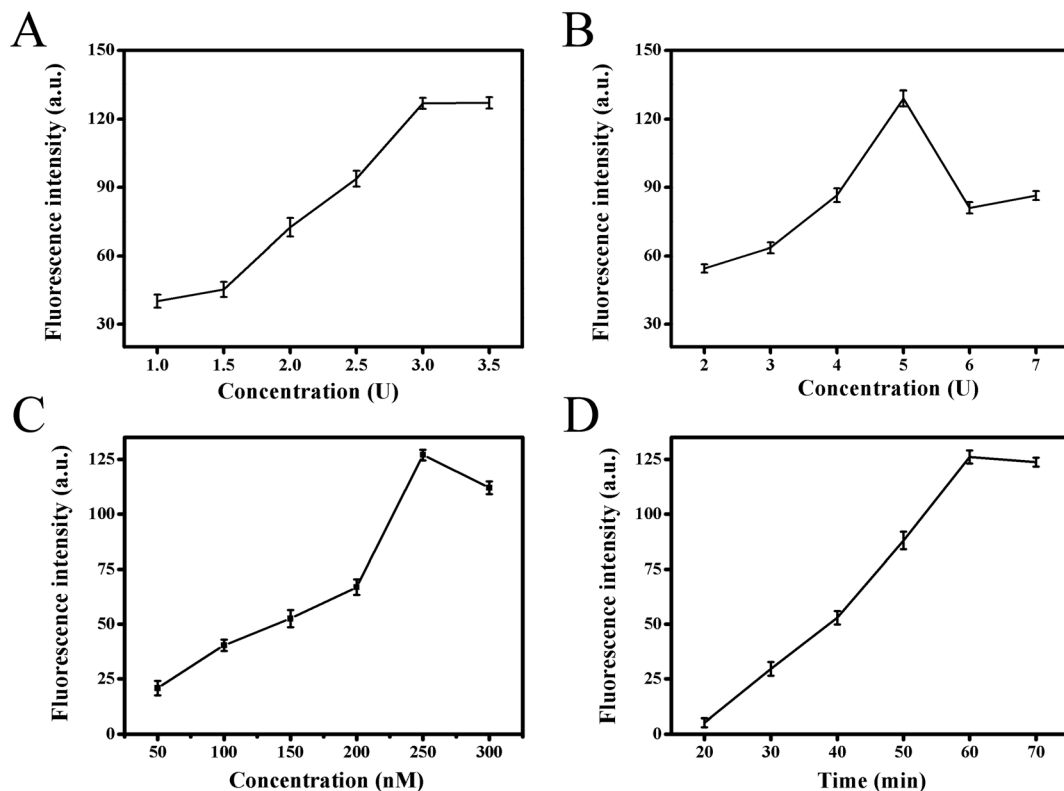 A
Fluorescence intensity (a.u.)
150
120
90
60
30
1.0 1.5 2.0 2.5 3.0 3.5
Concentration (U)
B
Fluorescence intensity (a.u.)
150
120
90
60
30
2 3 4 5 6 7
Concentration (U)
C
Fluorescence intensity (a.u.)
125
100
75
50
25
0
50 100 150 200 250 300
Concentration (nM)
D
Fluorescence intensity (a.u.)
125
100
75
50
25
0
20 30 40 50 60 70
Time (min)